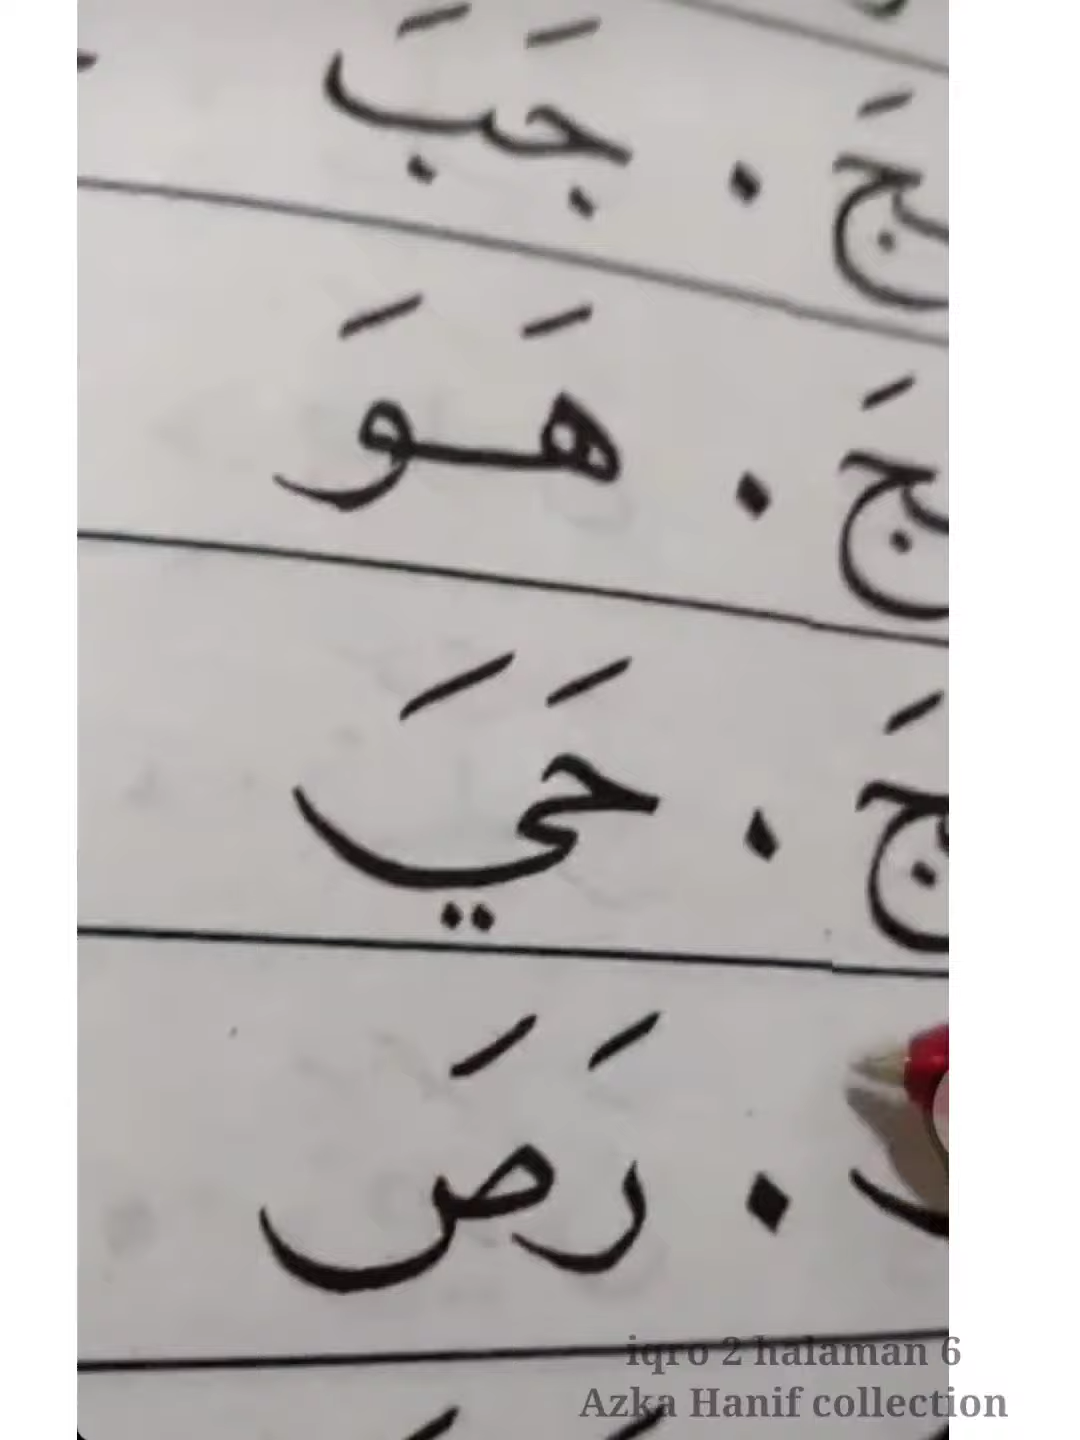 جَبَ
هَوَ
حَيَ
رَصَ
iqro 2 halaman 6
Azka Hanif collection